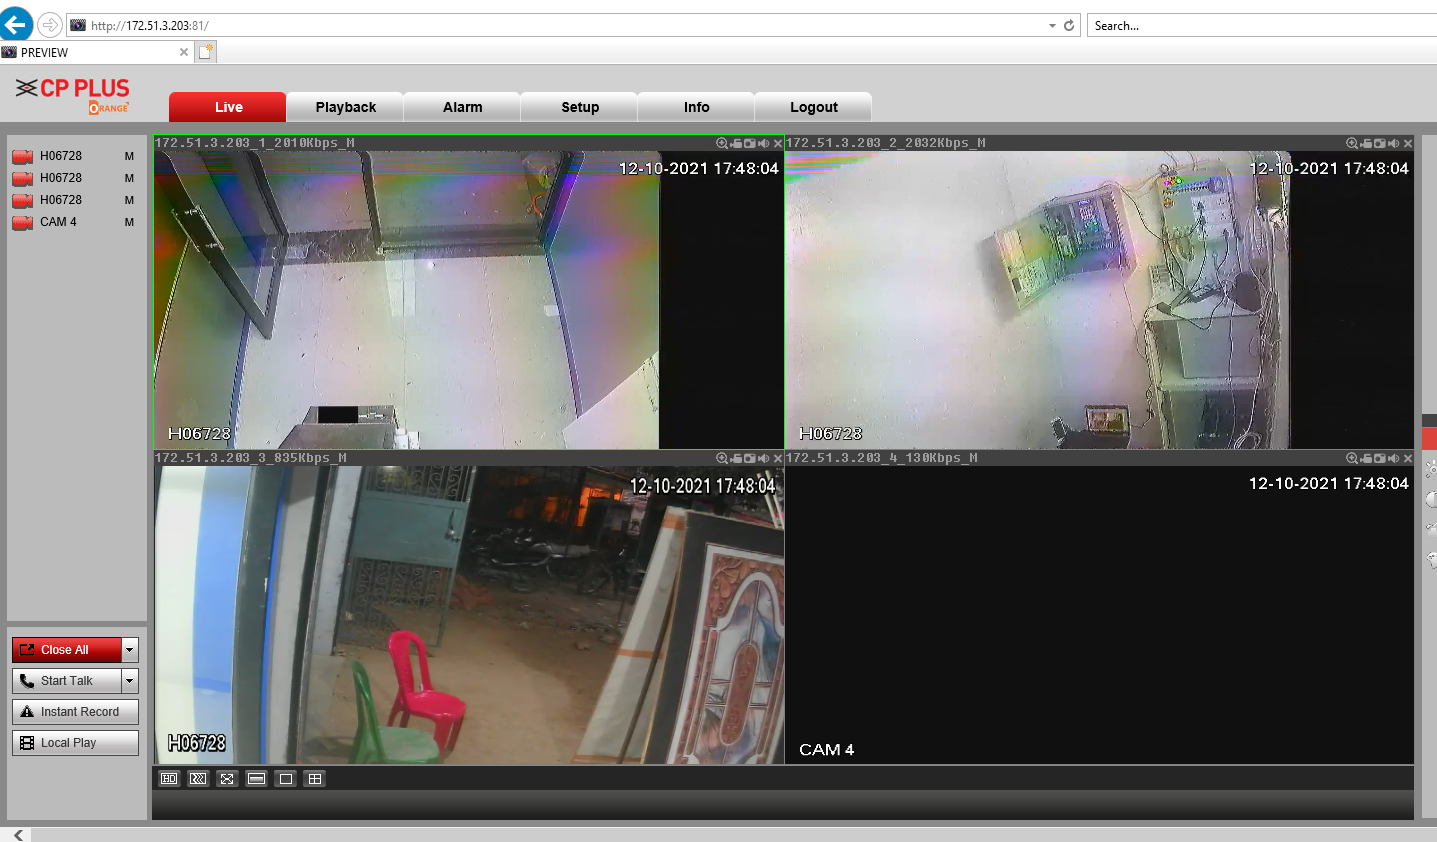 http://172.51.3.203:81/
Search...
PREVIEW
CP PLUS
ORANGE
Live
Playback
Alarm
Setup
Info
Logout
H06728 M
H06728 M
H06728 M
CAM 4 M
172.51.3.203_1_2010Kbps_M
12-10-2021 17:48:04
H06728
172.51.3.203_2_2032Kbps_M
12-10-2021 17:48:04
H06728
172.51.3.203_3_835Kbps_M
12-10-2021 17:48:04
H06728
172.51.3.203_4_130Kbps_M
12-10-2021 17:48:04
CAM 4
Close All
Start Talk
Instant Record
Local Play
HD